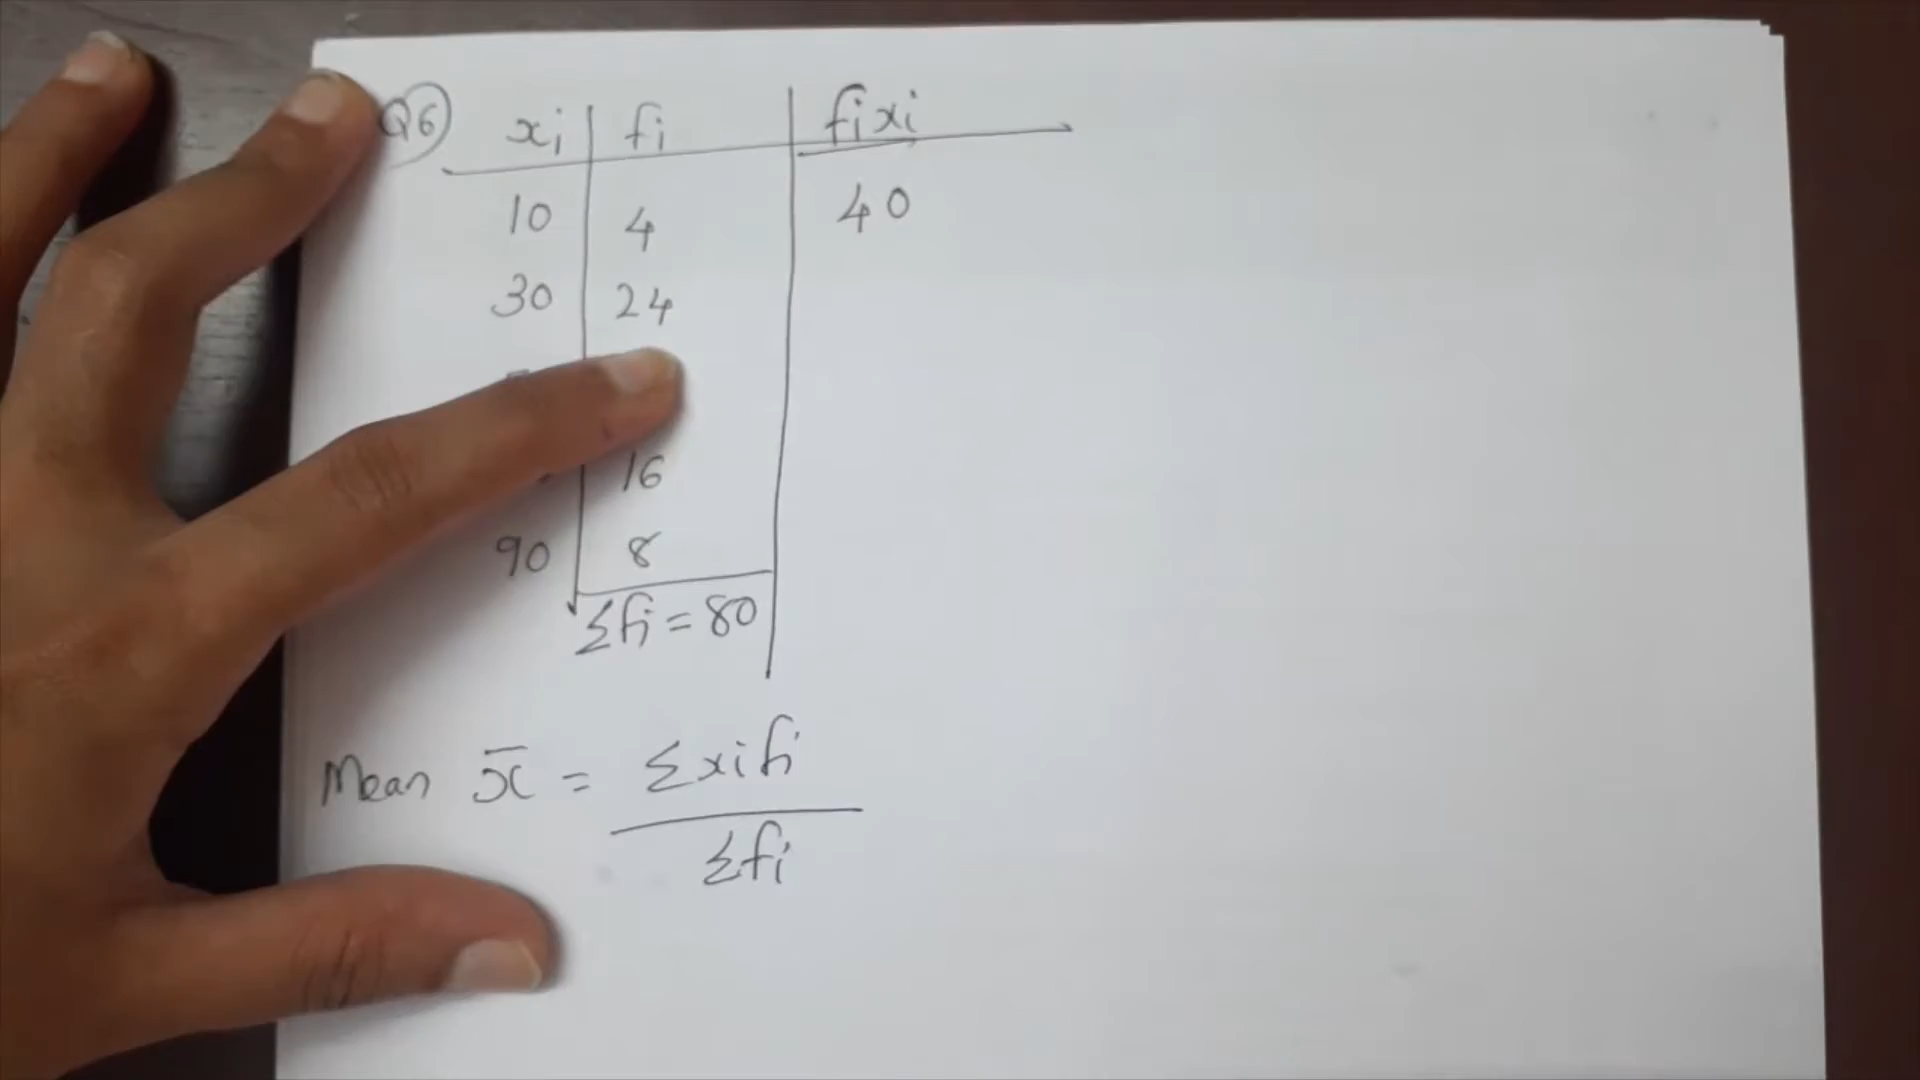 Q6 xi fi fixi
10 4 40
30 24
16
90 8
Σfi = 80
Mean x̄ = Σxifi
Σfi